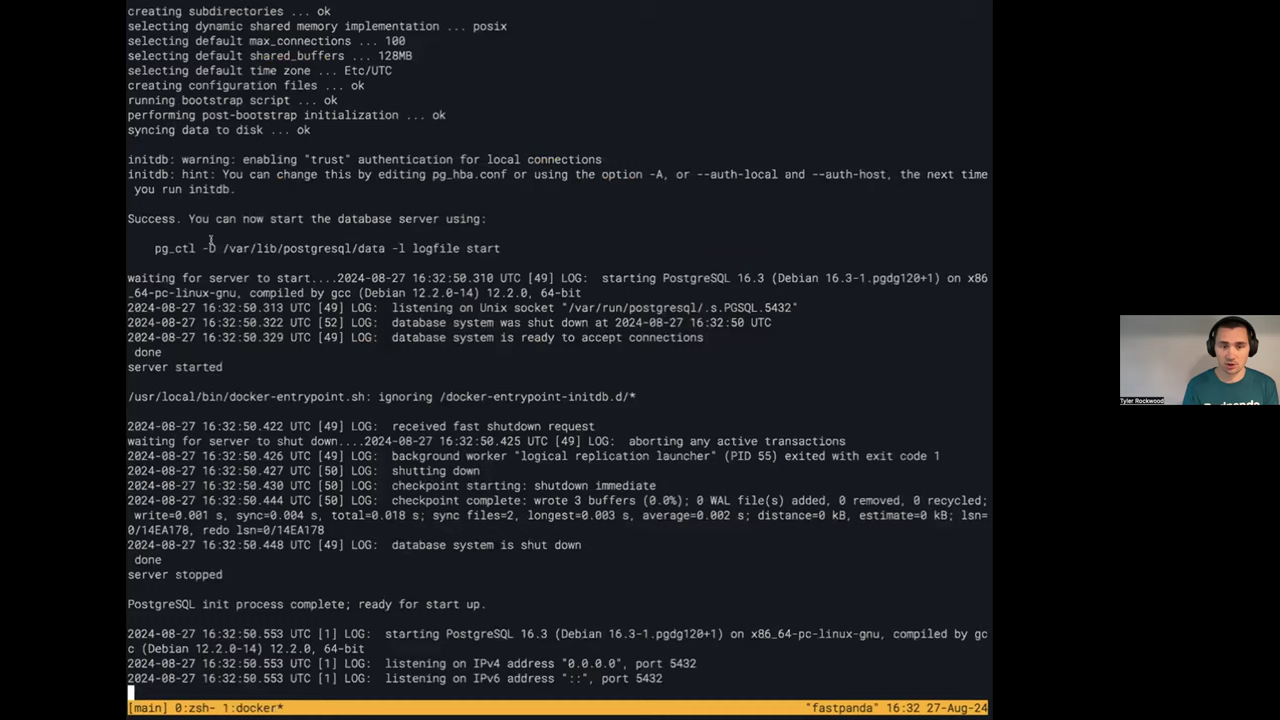 creating subdirectories ... ok
selecting dynamic shared memory implementation ... posix
selecting default max_connections ... 100
selecting default shared_buffers ... 128MB
selecting default time zone ... Etc/UTC
creating configuration files ... ok
running bootstrap script ... ok
performing post-bootstrap initialization ... ok
syncing data to disk ... ok
initdb: warning: enabling "trust" authentication for local connections
initdb: hint: You can change this by editing pg_hba.conf or using the option -A, or --auth-local and --auth-host, the next time
you run initdb.
Success. You can now start the database server using:
pg_ctl -D /var/lib/postgresql/data -l logfile start
waiting for server to start....2024-08-27 16:32:50.310 UTC [49] LOG:  starting PostgreSQL 16.3 (Debian 16.3-1.pgdg120+1) on x86
_64-pc-linux-gnu, compiled by gcc (Debian 12.2.0-14) 12.2.0, 64-bit
2024-08-27 16:32:50.313 UTC [49] LOG:  listening on Unix socket "/var/run/postgresql/.s.PGSQL.5432"
2024-08-27 16:32:50.322 UTC [52] LOG:  database system was shut down at 2024-08-27 16:32:50 UTC
2024-08-27 16:32:50.329 UTC [49] LOG:  database system is ready to accept connections
done
server started
/usr/local/bin/docker-entrypoint.sh: ignoring /docker-entrypoint-initdb.d/*
2024-08-27 16:32:50.422 UTC [49] LOG:  received fast shutdown request
waiting for server to shut down....2024-08-27 16:32:50.425 UTC [49] LOG:  aborting any active transactions
2024-08-27 16:32:50.426 UTC [49] LOG:  background worker "logical replication launcher" (PID 55) exited with exit code 1
2024-08-27 16:32:50.427 UTC [50] LOG:  shutting down
2024-08-27 16:32:50.430 UTC [50] LOG:  checkpoint starting: shutdown immediate
2024-08-27 16:32:50.444 UTC [50] LOG:  checkpoint complete: wrote 3 buffers (0.0%); 0 WAL file(s) added, 0 removed, 0 recycled;
write=0.001 s, sync=0.004 s, total=0.018 s; sync files=2, longest=0.003 s, average=0.002 s; distance=0 kB, estimate=0 kB; lsn=
0/14EA178, redo lsn=0/14EA178
2024-08-27 16:32:50.448 UTC [49] LOG:  database system is shut down
done
server stopped
PostgreSQL init process complete; ready for start up.
2024-08-27 16:32:50.553 UTC [1] LOG:  starting PostgreSQL 16.3 (Debian 16.3-1.pgdg120+1) on x86_64-pc-linux-gnu, compiled by gc
c (Debian 12.2.0-14) 12.2.0, 64-bit
2024-08-27 16:32:50.553 UTC [1] LOG:  listening on IPv4 address "0.0.0.0", port 5432
2024-08-27 16:32:50.553 UTC [1] LOG:  listening on IPv6 address "::", port 5432
[main] 0:zsh- 1:docker*
"fastpanda" 16:32 27-Aug-24
Tyler Rockwood